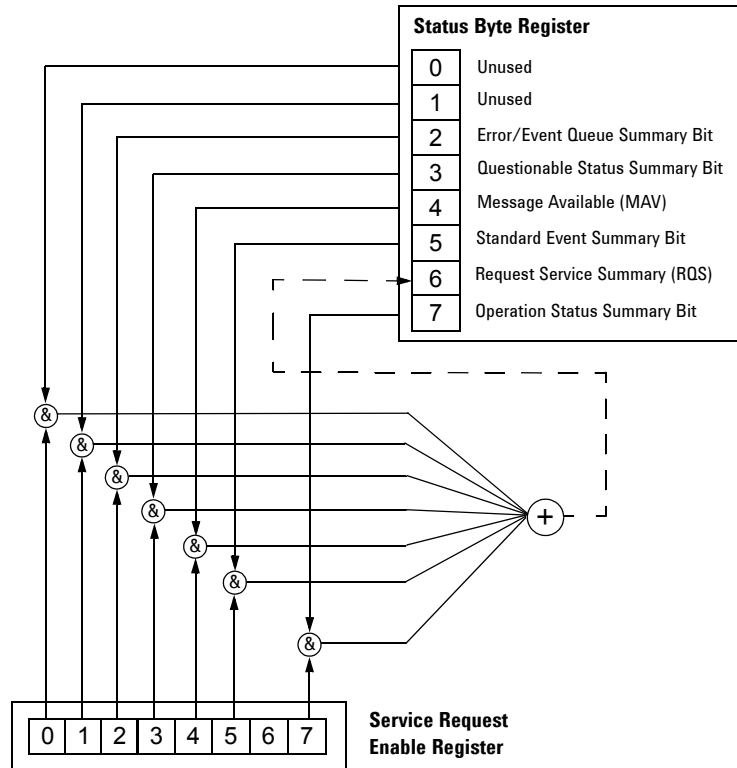 Status Byte Register
0 Unused
1 Unused
2 Error/Event Queue Summary Bit
3 Questionable Status Summary Bit
4 Message Available (MAV)
5 Standard Event Summary Bit
6 Request Service Summary (RQS)
7 Operation Status Summary Bit
&
&
&
&
+
&
&
&
0 1 2 3 4 5 6 7
Service Request
Enable Register